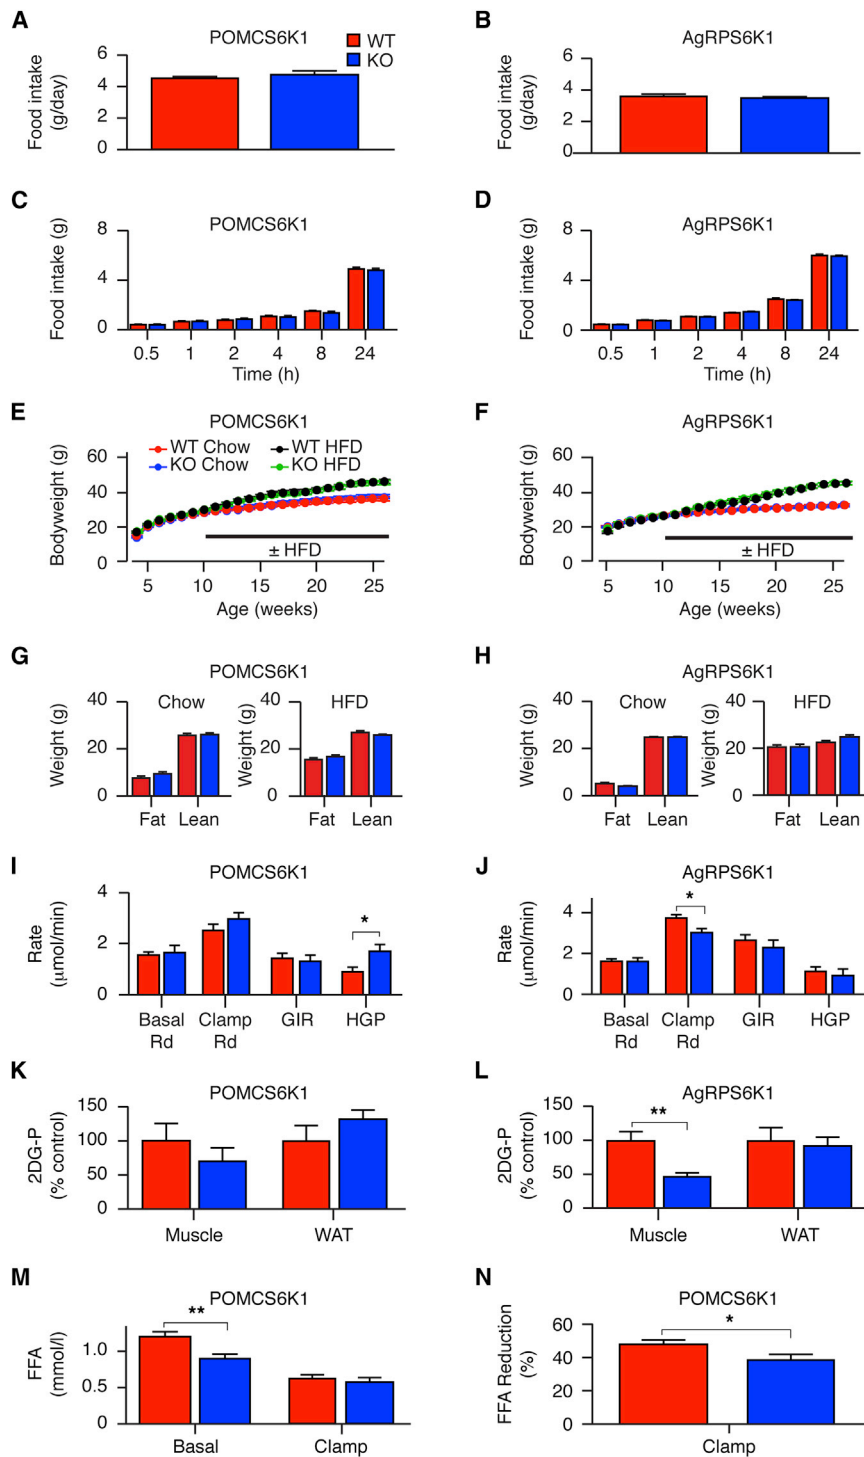 A
POMCS6K1
WT
KO
Food intake
(g/day)
6
4
2
0
B
AgRPS6K1
Food intake
(g/day)
6
4
2
0
C
POMCS6K1
Food intake (g)
8
4
0
0.5 1 2 4 8 24
Time (h)
D
AgRPS6K1
Food intake (g)
8
4
0
0.5 1 2 4 8 24
Time (h)
E
POMCS6K1
WT Chow WT HFD
KO Chow KO HFD
Bodyweight (g)
60
40
20
0
± HFD
5 10 15 20 25
Age (weeks)
F
AgRPS6K1
Bodyweight (g)
60
40
20
0
± HFD
5 10 15 20 25
Age (weeks)
G
POMCS6K1
Chow
Weight (g)
40
20
0
Fat Lean
HFD
Weight (g)
40
20
0
Fat Lean
H
AgRPS6K1
Chow
Weight (g)
40
20
0
Fat Lean
HFD
Weight (g)
40
20
0
Fat Lean
I
POMCS6K1
Rate
(μmol/min)
4
2
0
*
Basal Clamp GIR HGP
Rd Rd
J
AgRPS6K1
Rate
(μmol/min)
4
2
0
*
Basal Clamp GIR HGP
Rd Rd
K
POMCS6K1
2DG-P
(% control)
150
100
50
0
Muscle WAT
L
AgRPS6K1
2DG-P
(% control)
150
100
50
0
**
Muscle WAT
M
POMCS6K1
FFA
(mmol/l)
1.0
0.5
0
**
Basal Clamp
N
POMCS6K1
FFA Reduction
(%)
60
40
20
0
*
Clamp